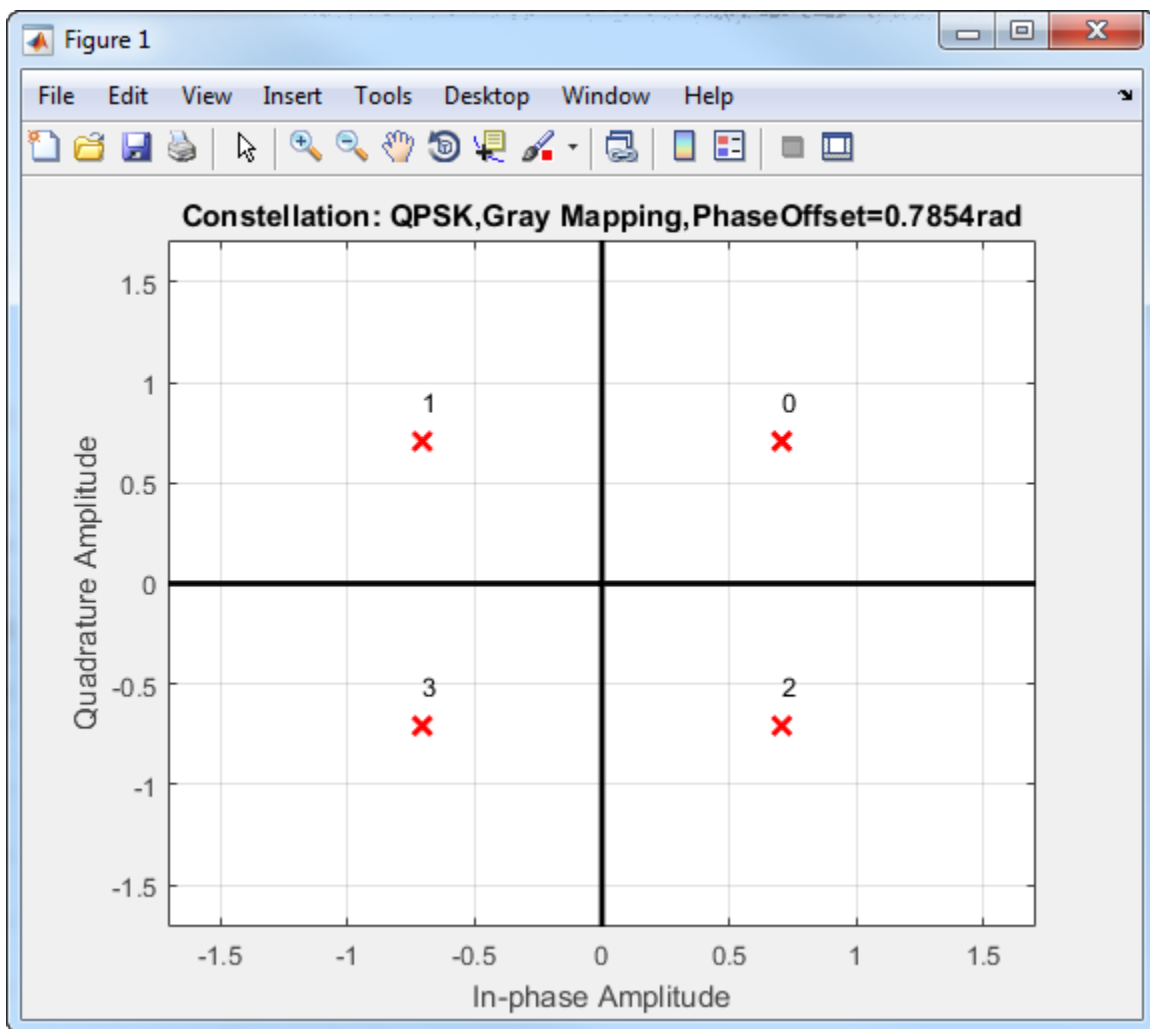 Figure 1
File Edit View Insert Tools Desktop Window Help
Constellation: QPSK,Gray Mapping,PhaseOffset=0.7854rad
1.5
1
0.5
0
-0.5
-1
-1.5
Quadrature Amplitude
1 0
3 2
-1.5 -1 -0.5 0 0.5 1 1.5
In-phase Amplitude